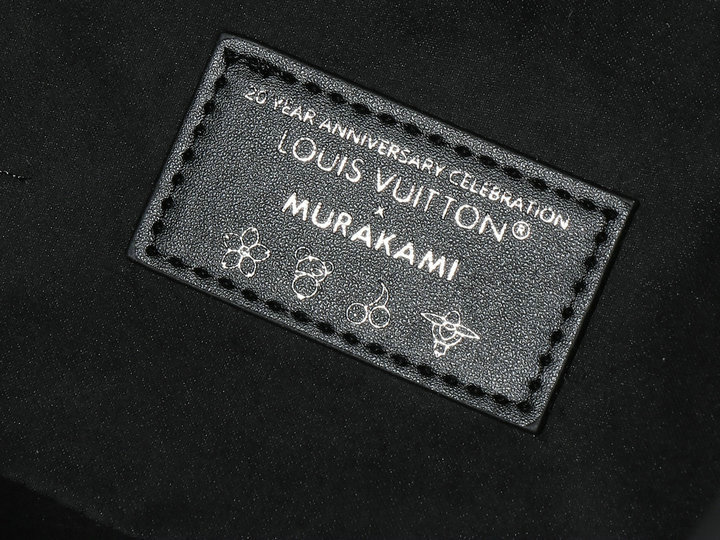 20 YEAR ANNIVERSARY CELEBRATION
LOUIS VUITTON®
x
MURAKAMI